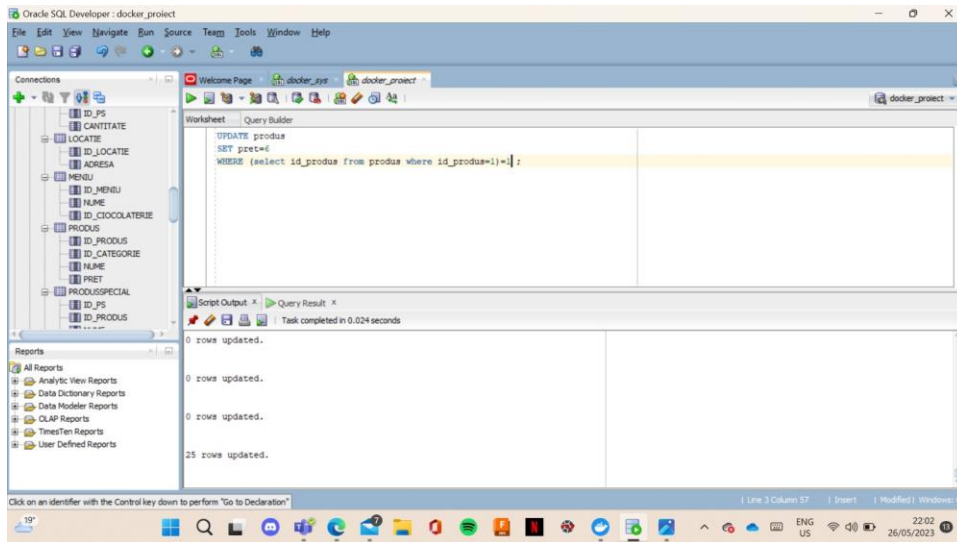 Oracle SQL Developer : docker_proiect
File Edit View Navigate Run Source Team Tools Window Help
Connections
Welcome Page
docker_sys
docker_proiect
docker_proiect
Worksheet Query Builder
ID_PS
CANTITATE
LOCATIE
ID_LOCATIE
ADRESA
MENIU
ID_MENIU
NUME
ID_CIOCOLATERIE
PRODUS
ID_PRODUS
ID_CATEGORIE
NUME
PRET
PRODUSSPECIAL
ID_PS
ID_PRODUS
UPDATE produs
SET pret=6
WHERE (select id_produs from produs where id_produs=1)=1 ;
Script Output x Query Result x
Task completed in 0.024 seconds
0 rows updated.
0 rows updated.
0 rows updated.
25 rows updated.
Reports
All Reports
Analytic View Reports
Data Dictionary Reports
Data Modeler Reports
OLAP Reports
TimesTen Reports
User Defined Reports
Click on an identifier with the Control key down to perform "Go to Declaration"
Line 3 Column 57 Insert Modified Windows:
19°
ENG
US
22:02
26/05/2023
13